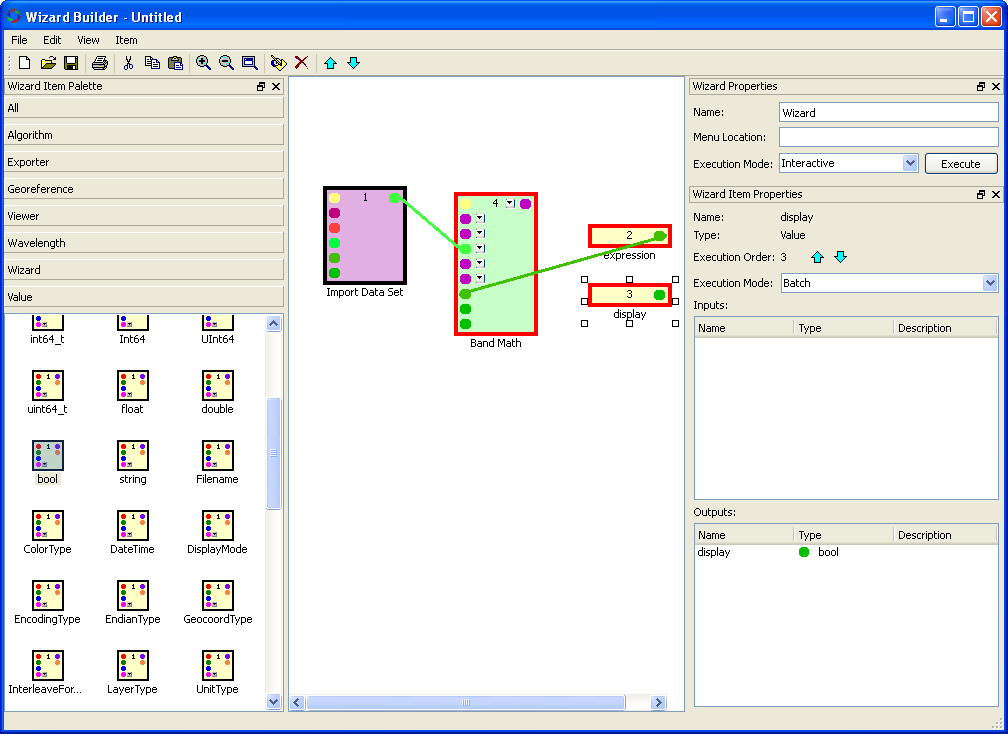 Wizard Builder - Untitled
File Edit View Item
Wizard Item Palette
All
Algorithm
Exporter
Georeference
Viewer
Wavelength
Wizard
Value
int64_t Int64 UInt64
uint64_t float double
bool string Filename
ColorType DateTime DisplayMode
EncodingType EndianType GeocoordType
InterleaveFor... LayerType UnitType
1
Import Data Set
4
Band Math
2
expression
3
display
Wizard Properties
Name: Wizard
Menu Location:
Execution Mode: Interactive Execute
Wizard Item Properties
Name: display
Type: Value
Execution Order: 3
Execution Mode: Batch
Inputs:
Name Type Description
Outputs:
Name Type Description
display bool